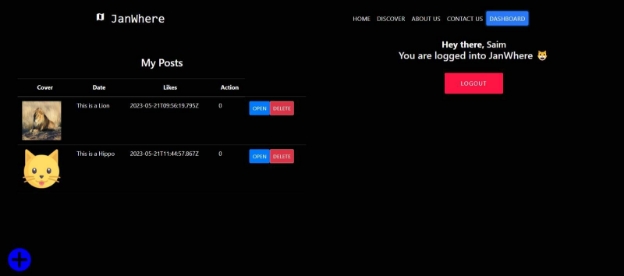 JanWhere
HOME DISCOVER ABOUT US CONTACT US DASHBOARD
Hey there, Saim
You are logged into JanWhere
LOGOUT
My Posts
Cover Date Likes Action
This is a Lion 2023-05-21T09:56:19.795Z 0 OPEN DELETE
This is a Hippo 2023-05-21T11:44:57.867Z 0 OPEN DELETE